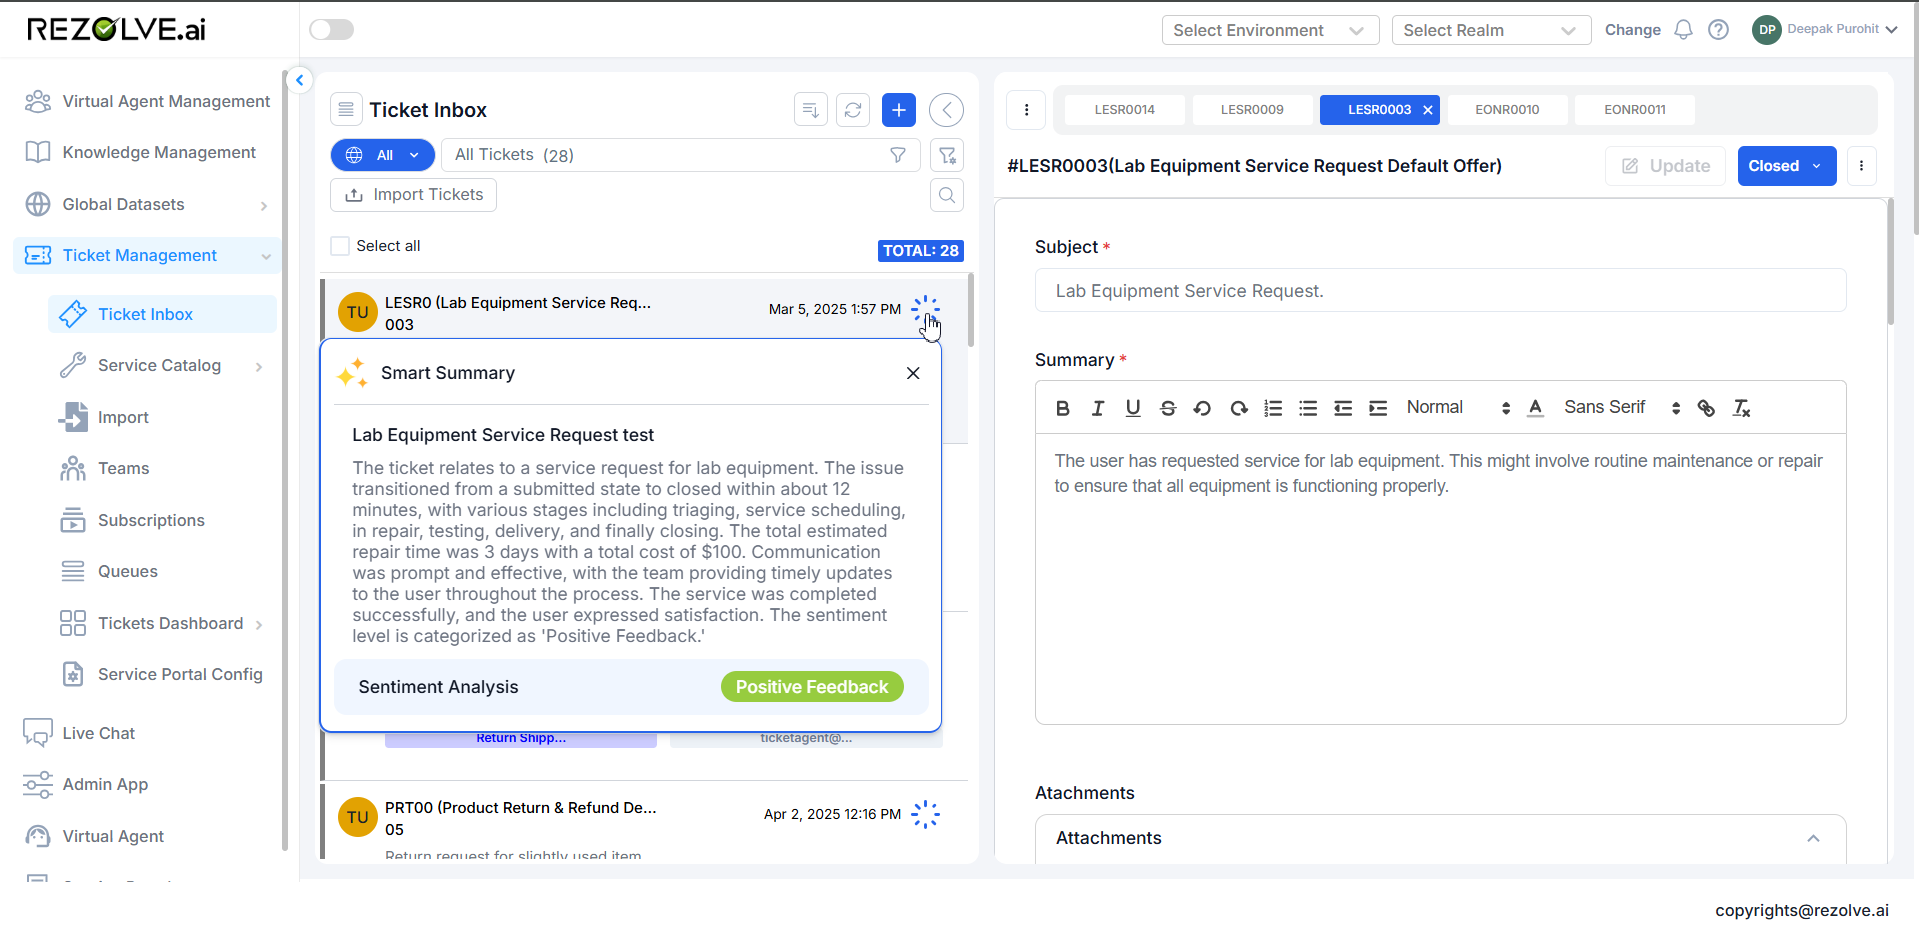 REZOLVE.ai
Select Environment
Select Realm
Change
DP
Deepak Purohit
Virtual Agent Management
Knowledge Management
Global Datasets
Ticket Management
Ticket Inbox
Service Catalog
Import
Teams
Subscriptions
Queues
Tickets Dashboard
Service Portal Config
Live Chat
Admin App
Virtual Agent
Ticket Inbox
All
All Tickets (28)
Import Tickets
Select all
TOTAL: 28
TU
LESR0 (Lab Equipment Service Req...
003
Mar 5, 2025 1:57 PM
Smart Summary
Lab Equipment Service Request test
The ticket relates to a service request for lab equipment. The issue
transitioned from a submitted state to closed within about 12
minutes, with various stages including triaging, service scheduling,
in repair, testing, delivery, and finally closing. The total estimated
repair time was 3 days with a total cost of $100. Communication
was prompt and effective, with the team providing timely updates
to the user throughout the process. The service was completed
successfully, and the user expressed satisfaction. The sentiment
level is categorized as 'Positive Feedback.'
Sentiment Analysis
Positive Feedback
Return Shipp...
ticketagent@...
TU
PRT00 (Product Return & Refund De...
05
Apr 2, 2025 12:16 PM
Return request for slightly used item
LESR0014
LESR0009
LESR0003
EONR0010
EONR0011
#LESR0003(Lab Equipment Service Request Default Offer)
Update
Closed
Subject *
Lab Equipment Service Request.
Summary *
Normal
Sans Serif
The user has requested service for lab equipment. This might involve routine maintenance or repair
to ensure that all equipment is functioning properly.
Atachments
Attachments
copyrights@rezolve.ai